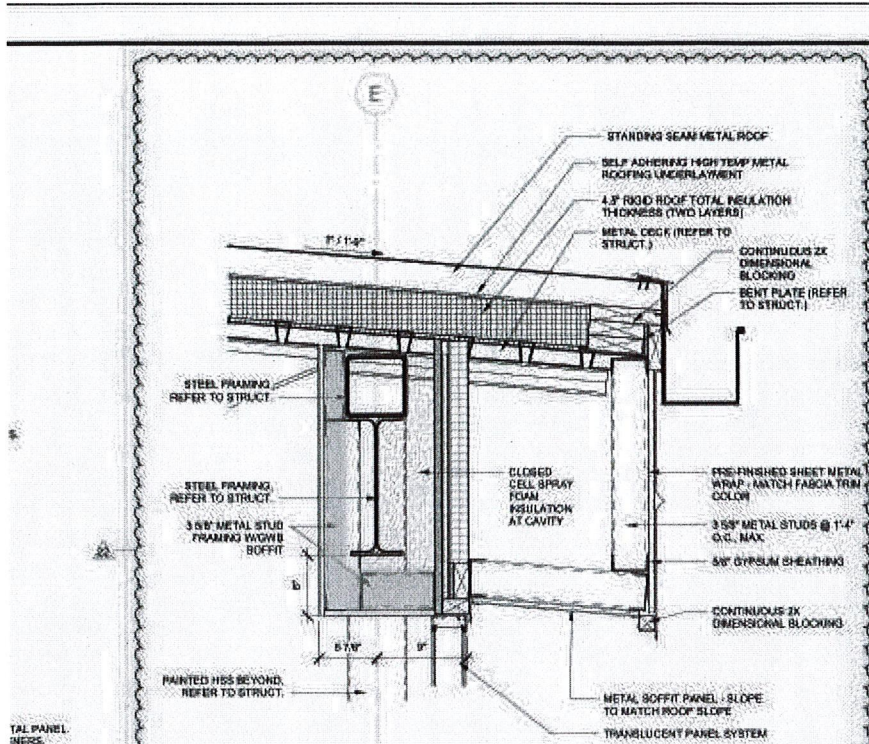 E
STANDING SEAM METAL ROOF
SELF ADHERING HIGH TEMP METAL
ROOFING UNDERLAYMENT
RIGID ROOF TOTAL INSULATION
THICKNESS (TWO LAYERS)
METAL DECK (REFER TO
STRUCT.)
CONTINUOUS 2X
DIMENSIONAL
BLOCKING
BENT PLATE (REFER
TO STRUCT.)
STEEL FRAMING,
REFER TO STRUCT.
STEEL FRAMING,
REFER TO STRUCT.
3 5/8" METAL STUD
FRAMING W/GWB
SOFFIT
CLOSED
CELL SPRAY
FOAM
INSULATION
AT CAVITY
PRE-FINISHED SHEET METAL
WRAP - MATCH FASCIA TRIM
COLOR
3 5/8" METAL STUDS @ 1'-4"
O.C., MAX.
5/8" GYPSUM SHEATHING
CONTINUOUS 2X
DIMENSIONAL BLOCKING
9"
PAINTED HSS BEYOND,
REFER TO STRUCT.
METAL SOFFIT PANEL - SLOPE
TO MATCH ROOF SLOPE
TRANSLUCENT PANEL SYSTEM
TAL PANEL
NERS,